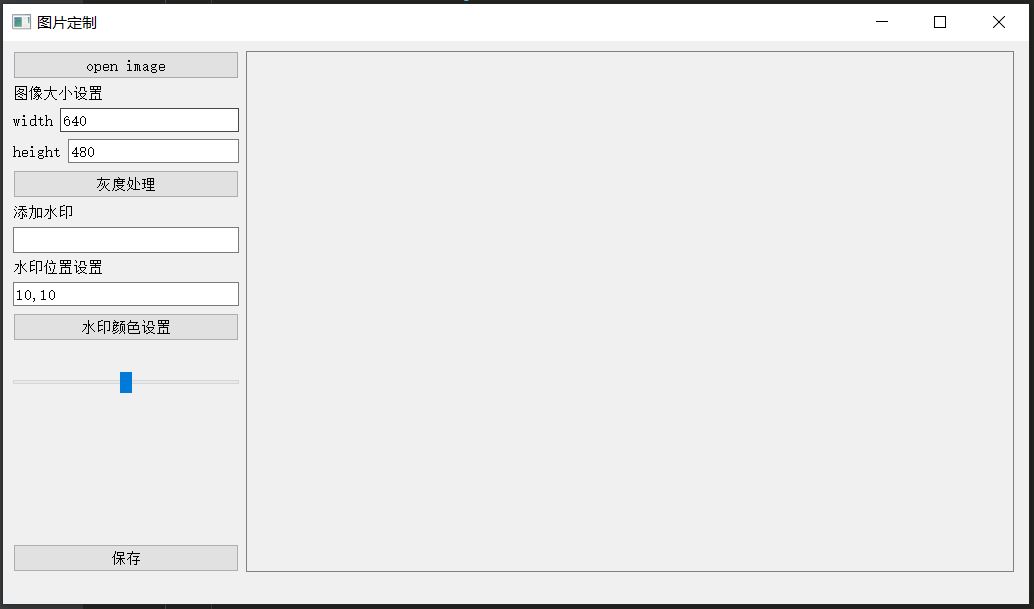 图片定制
open image
图像大小设置
width 640
height 480
灰度处理
添加水印
水印位置设置
10,10
水印颜色设置
保存